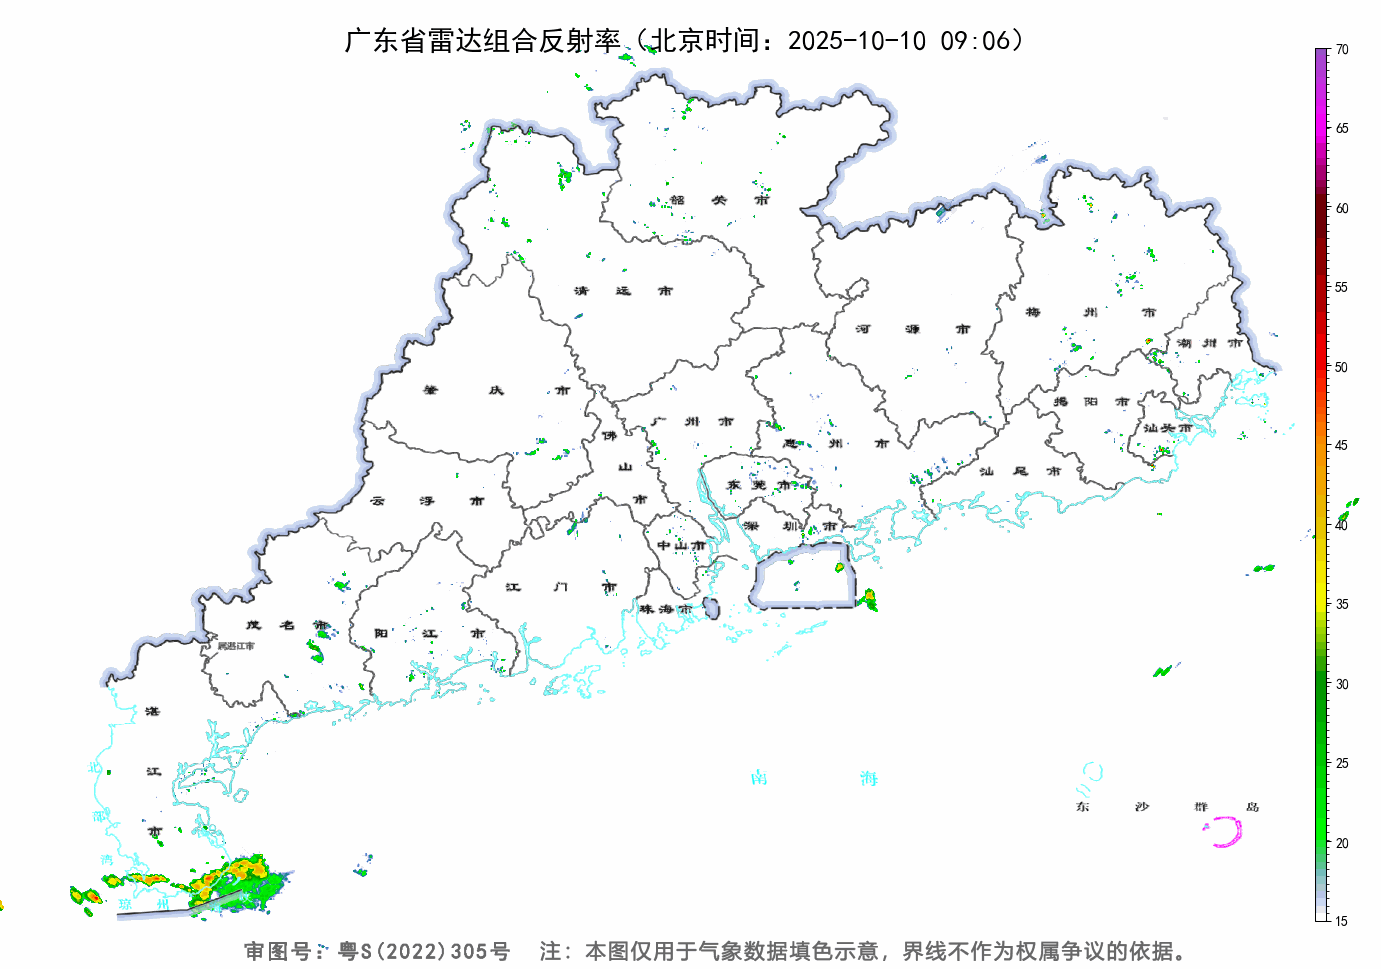 广东省雷达组合反射率（北京时间：2025-10-10 09:06）
70
65
60
55
50
45
40
35
30
25
20
15
韶 关 市
清 远 市
河 源 市
梅 州 市
潮 州 市
肇 庆 市
揭 阳 市
广 州 市
汕头市
佛 山 市
惠 州 市
汕 尾 市
云 浮 市
东 莞 市
深 圳 市
中山市
江 门 市
珠海市
茂 名 市
阳 江 市
属湛江市
湛 江 市
北 部 湾
琼 州
南 海
东 沙 群 岛
审图号：粤S(2022)305号 注：本图仅用于气象数据填色示意，界线不作为权属争议的依据。